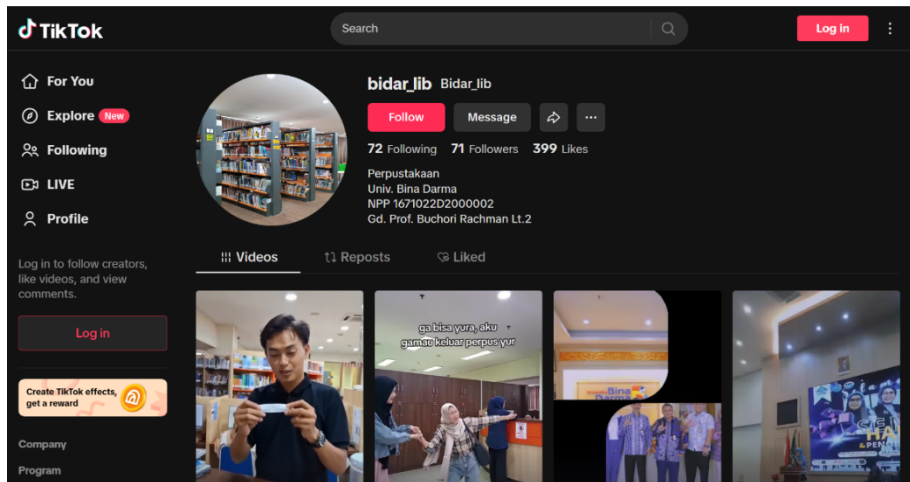 TikTok
Search
Log in
For You
Explore New
Following
LIVE
Profile
Log in to follow creators,
like videos, and view
comments.
Log in
Create TikTok effects,
get a reward
Company
Program
bidar_lib Bidar_lib
Follow Message
72 Following 71 Followers 399 Likes
Perpustakaan
Univ. Bina Darma
NPP 1671022D2000002
Gd. Prof. Buchori Rachman Lt.2
Videos Reposts Liked
ga bisa yura, aku
gamau keluar perpus yur
Bina
Darma